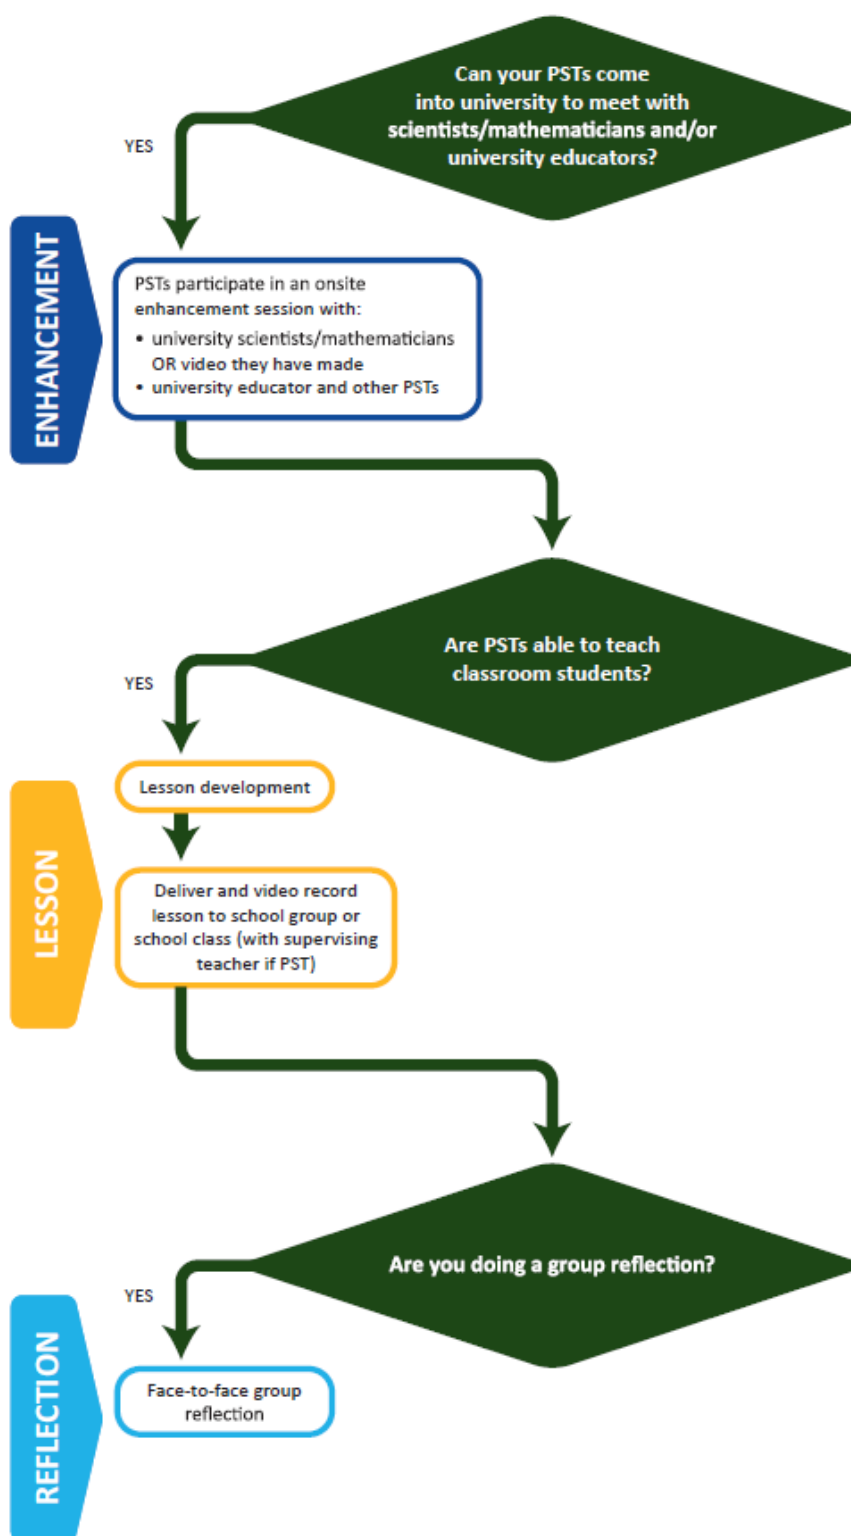 Can your PSTs come
into university to meet with
scientists/mathematicians and/or
university educators?
YES
ENHANCEMENT
PSTs participate in an onsite
enhancement session with:
• university scientists/mathematicians
OR video they have made
• university educator and other PSTs
Are PSTs able to teach
classroom students?
YES
LESSON
Lesson development
Deliver and video record
lesson to school group or
school class (with supervising
teacher if PST)
Are you doing a group reflection?
YES
REFLECTION
Face-to-face group
reflection